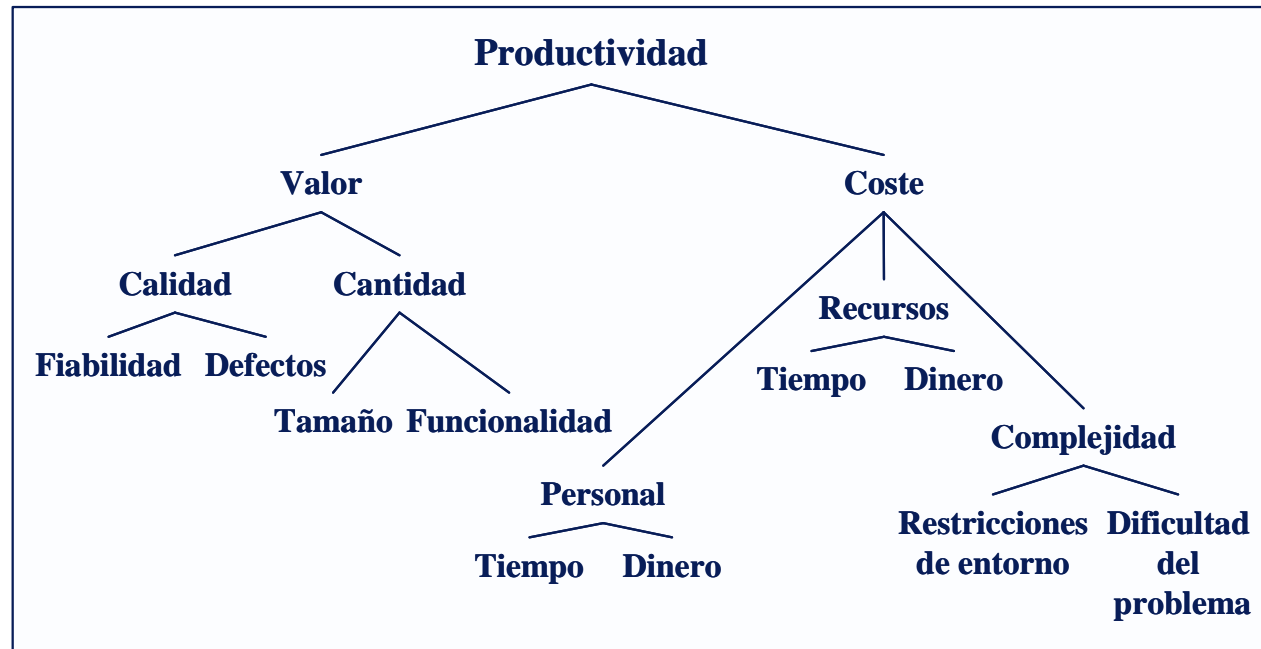 Productividad
Valor
Coste
Calidad
Cantidad
Recursos
Fiabilidad
Defectos
Tiempo
Dinero
Tamaño
Funcionalidad
Complejidad
Personal
Restricciones
de entorno
Dificultad
del
problema
Tiempo
Dinero